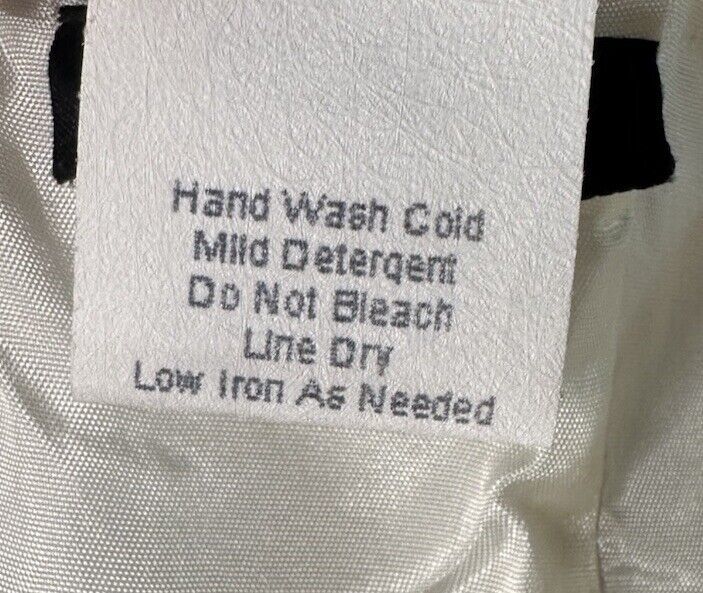 Hand Wash Cold
Mild Detergent
Do Not Bleach
Line Dry
Low Iron As Needed